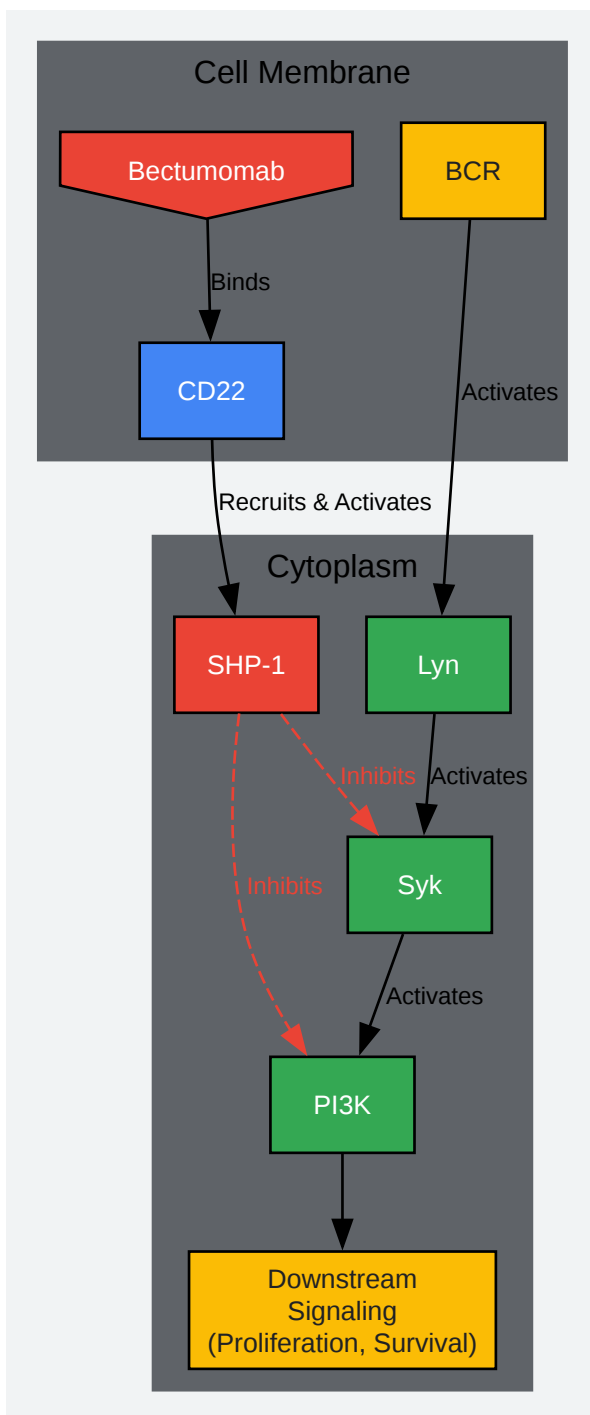 Cell Membrane
Bectumomab
BCR
Binds
CD22
Activates
Recruits & Activates
Cytoplasm
SHP-1
Lyn
Inhibits
Activates
Inhibits
Syk
Activates
PI3K
Downstream
Signaling
(Proliferation, Survival)